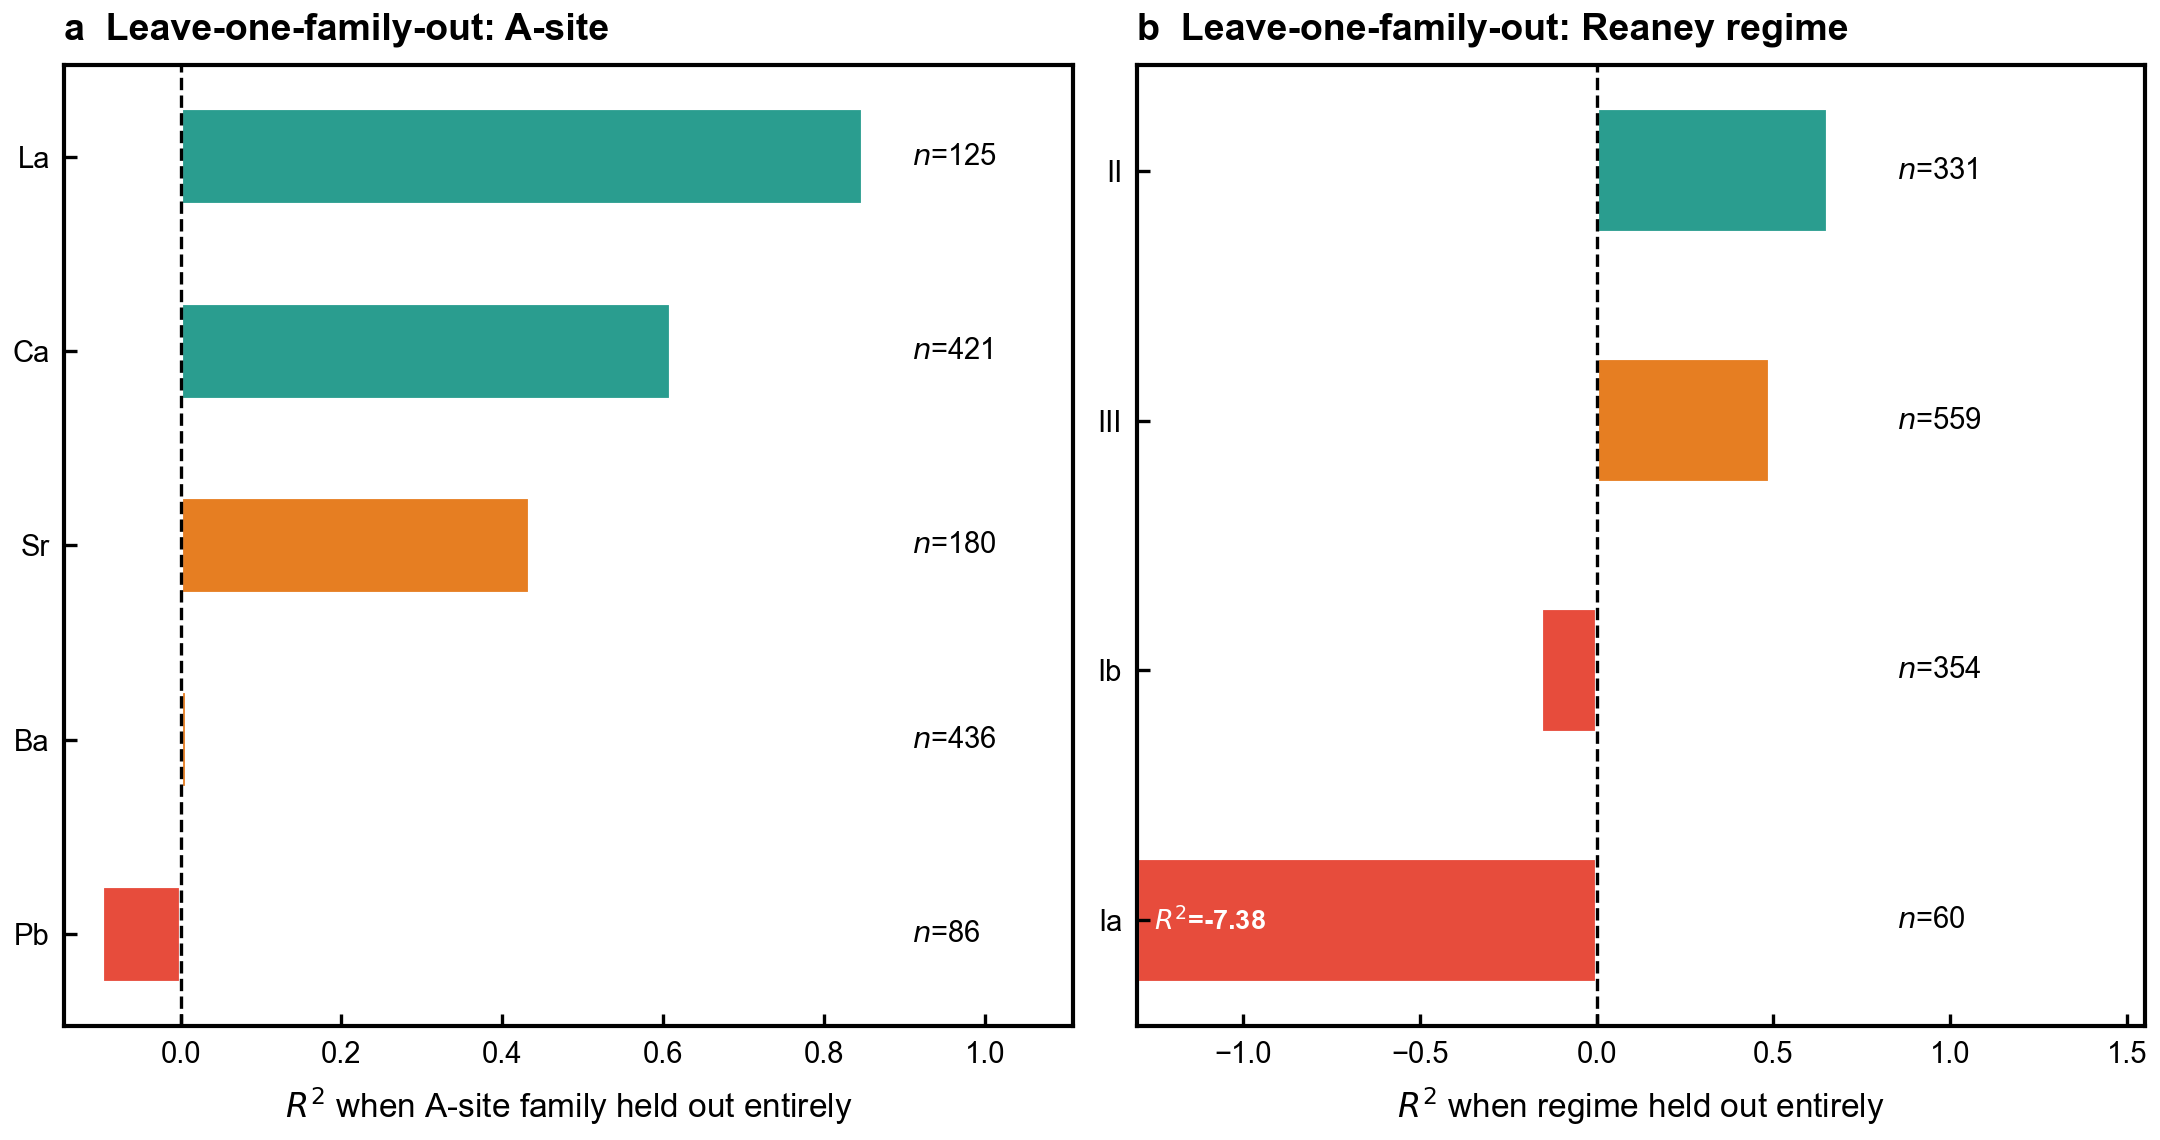 a Leave-one-family-out: A-site
La
n=125
Ca
n=421
Sr
n=180
Ba
n=436
Pb
n=86
0.0 0.2 0.4 0.6 0.8 1.0
R² when A-site family held out entirely
b Leave-one-family-out: Reaney regime
II
n=331
III
n=559
Ib
n=354
Ia
R²=-7.38
n=60
−1.0 −0.5 0.0 0.5 1.0 1.5
R² when regime held out entirely